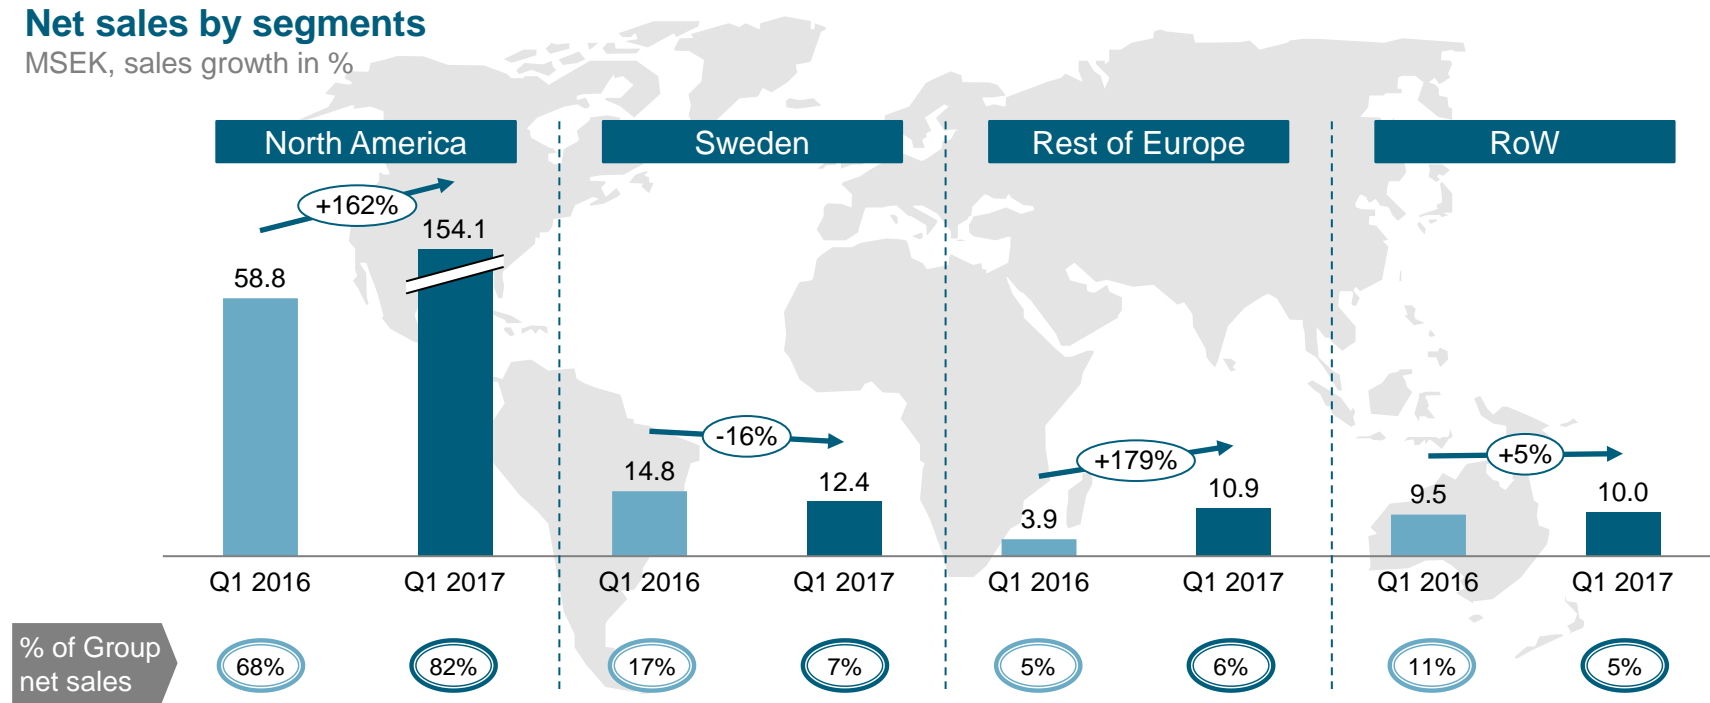 Net sales by segments
MSEK, sales growth in %
North America
Sweden
Rest of Europe
RoW
+162%
58.8
154.1
-16%
14.8
12.4
+179%
3.9
10.9
+5%
9.5
10.0
Q1 2016
Q1 2017
Q1 2016
Q1 2017
Q1 2016
Q1 2017
Q1 2016
Q1 2017
% of Group
net sales
68%
82%
17%
7%
5%
6%
11%
5%